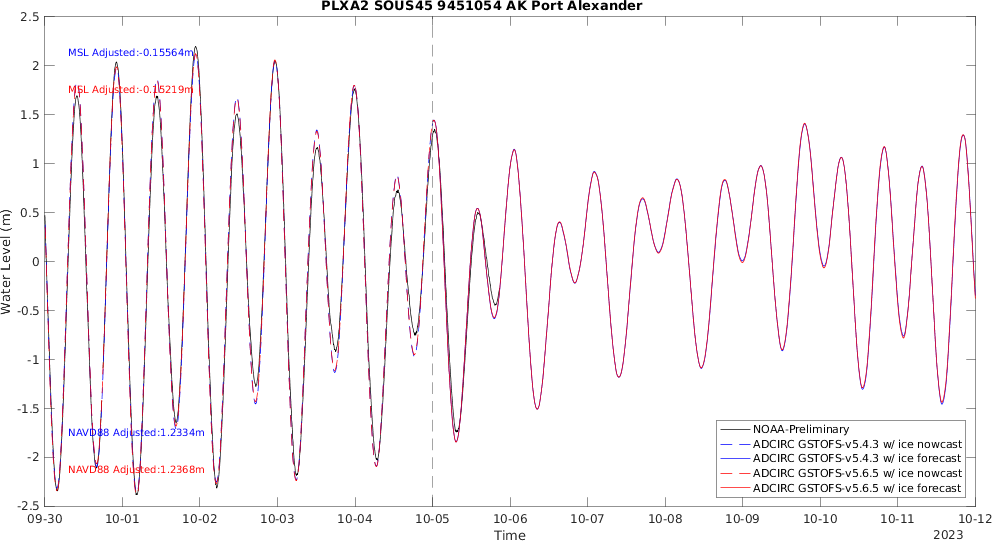 PLXA2 SOUS45 9451054 AK Port Alexander
2.5
2
1.5
1
0.5
0
-0.5
-1
-1.5
-2
-2.5
Water Level (m)
MSL Adjusted:-0.15564m
MSL Adjusted:-0.15219m
NAVD88 Adjusted:1.2334m
NAVD88 Adjusted:1.2368m
NOAA-Preliminary
ADCIRC GSTOFS-v5.4.3 w/ ice nowcast
ADCIRC GSTOFS-v5.4.3 w/ ice forecast
ADCIRC GSTOFS-v5.6.5 w/ ice nowcast
ADCIRC GSTOFS-v5.6.5 w/ ice forecast
09-30 10-01 10-02 10-03 10-04 10-05 10-06 10-07 10-08 10-09 10-10 10-11 10-12
Time
2023